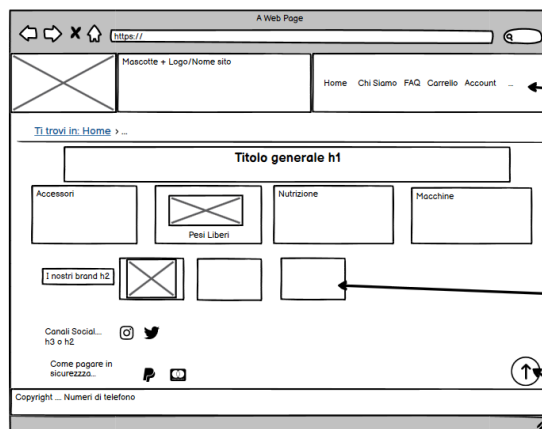 A Web Page
https://
Mascotte + Logo/Nome sito
Home Chi Siamo FAQ Carrello Account ...
Ti trovi in: Home > ...
Titolo generale h1
Accessori
Pesi Liberi
Nutrizione
Macchine
I nostri brand h2
Canali Social...
h3 o h2
Come pagare in
sicurezzza...
Copyright ... Numeri di telefono